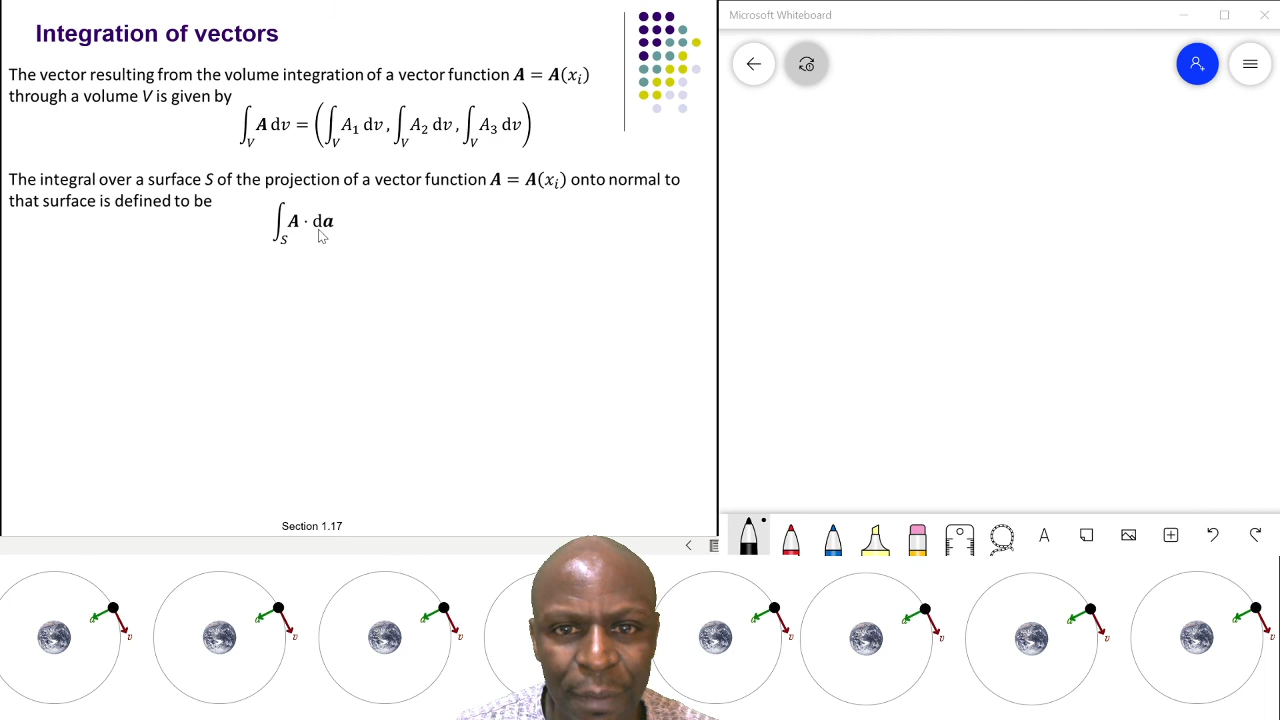 Integration of vectors
Microsoft Whiteboard
The vector resulting from the volume integration of a vector function A = A(xᵢ)
through a volume V is given by
∫_V A dv = (∫_V A₁ dv , ∫_V A₂ dv , ∫_V A₃ dv)
The integral over a surface S of the projection of a vector function A = A(xᵢ) onto normal to
that surface is defined to be
∫_S A · da
Section 1.17
A
a v a v a v a v a v a v a v